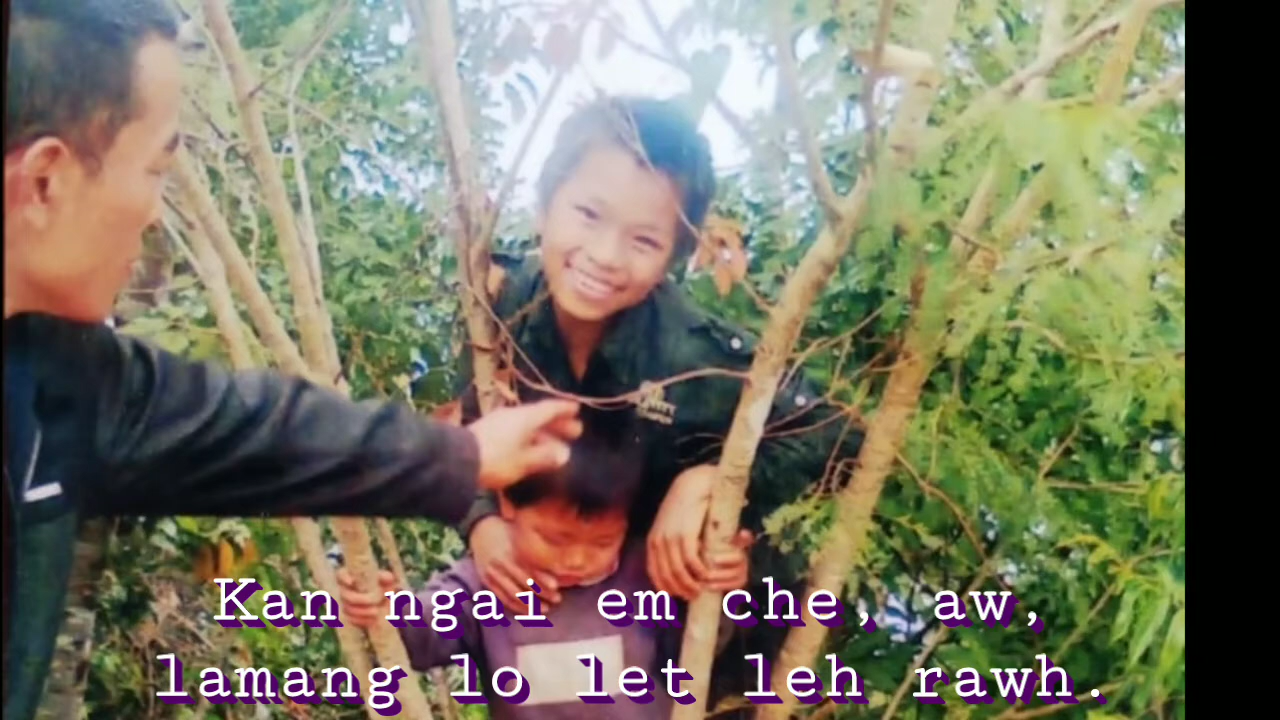 Kan ngai em che, aw,
lamang lo let leh rawh.